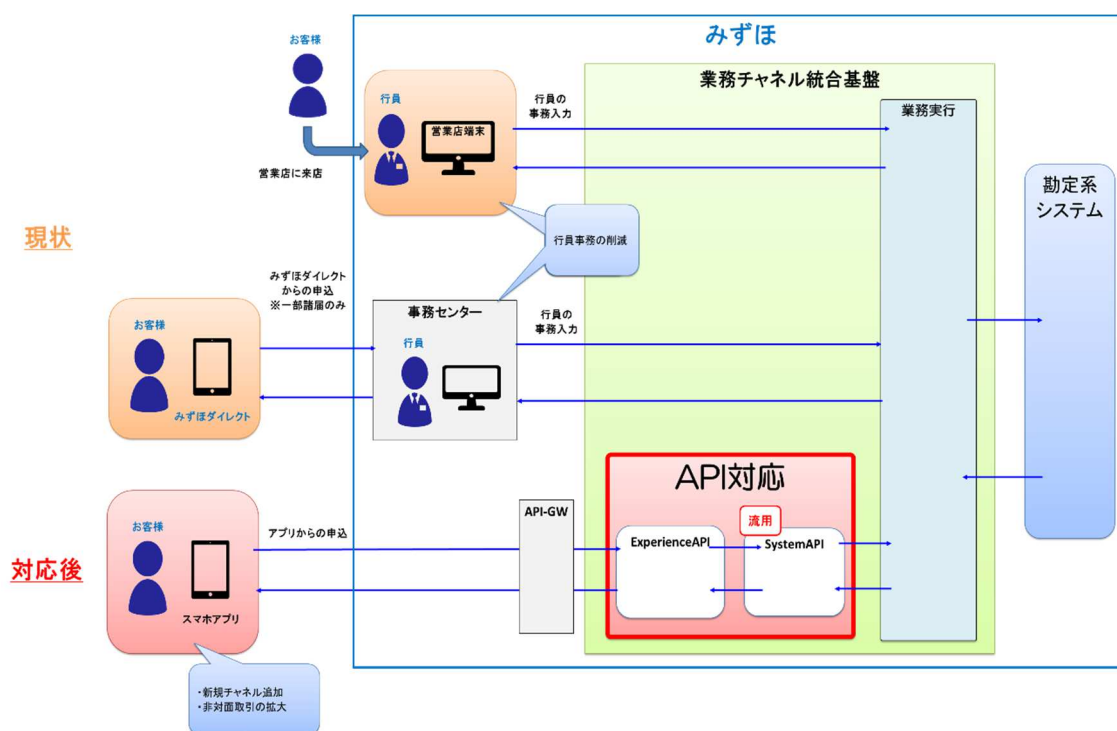 みずほ
お客様
業務チャネル統合基盤
行員
営業店端末
行員の
事務入力
業務実行
営業店に来店
勘定系
システム
現状
行員事務の削減
みずほダイレクト
からの申込
※一部諸届のみ
お客様
みずほダイレクト
事務センター
行員
行員の
事務入力
API対応
対応後
お客様
スマホアプリ
アプリからの申込
API-GW
流用
ExperienceAPI
SystemAPI
・新規チャネル追加
・非対面取引の拡大